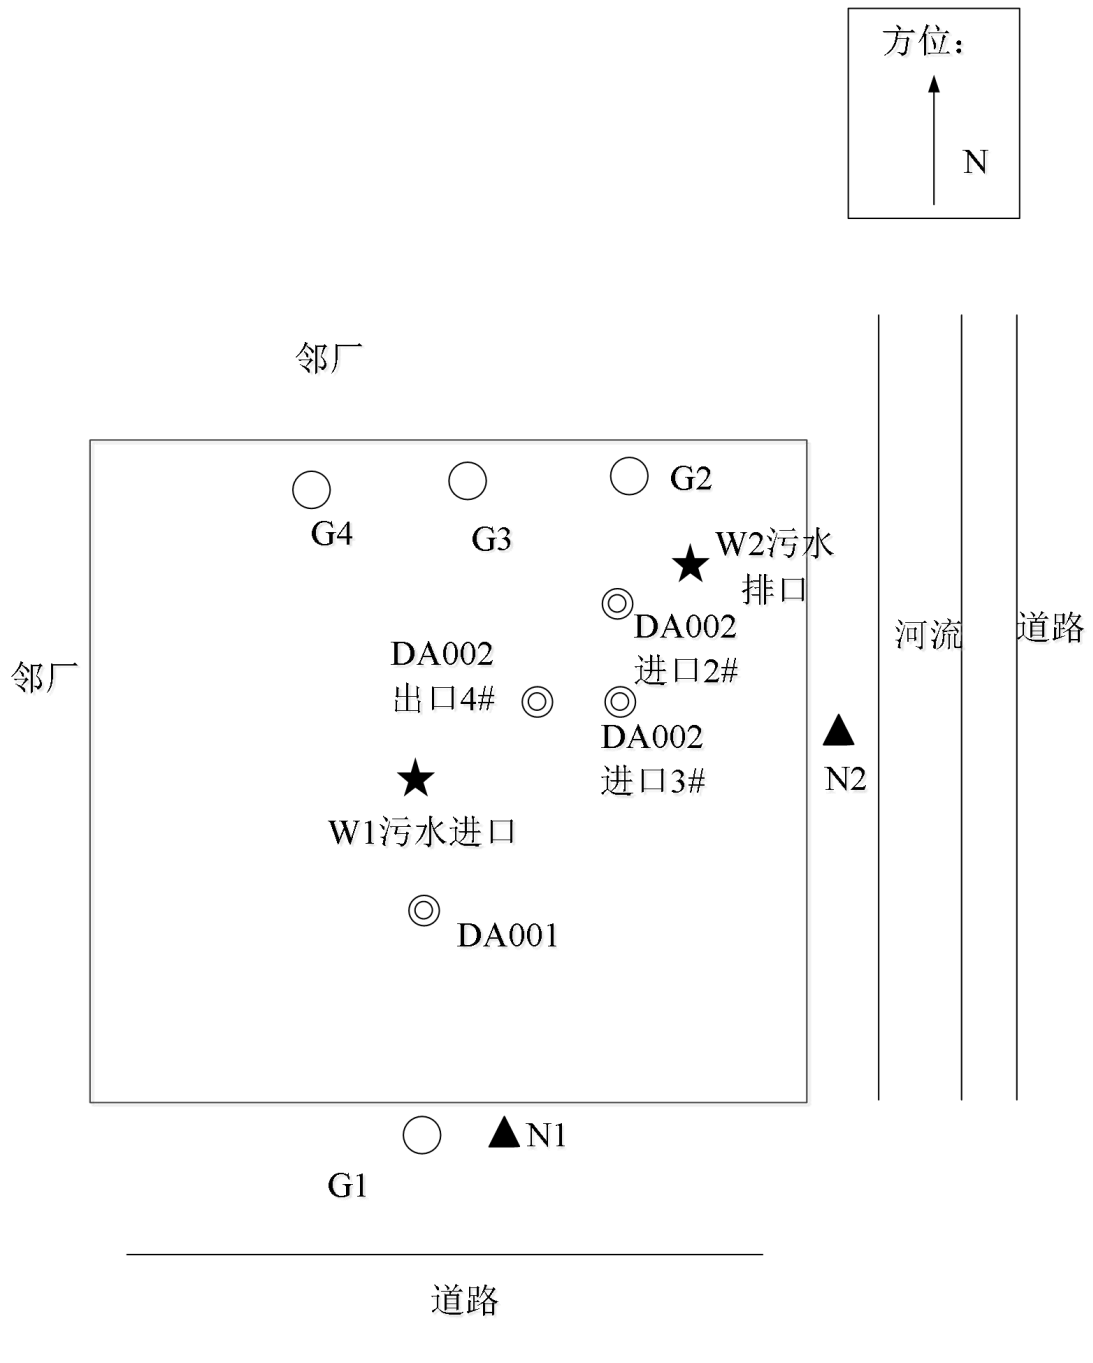 方位：
N
邻厂
G2
G4
G3
W2污水
排口
DA002
进口2#
河流
道路
邻厂
DA002
出口4#
DA002
进口3#
N2
W1污水进口
DA001
N1
G1
道路